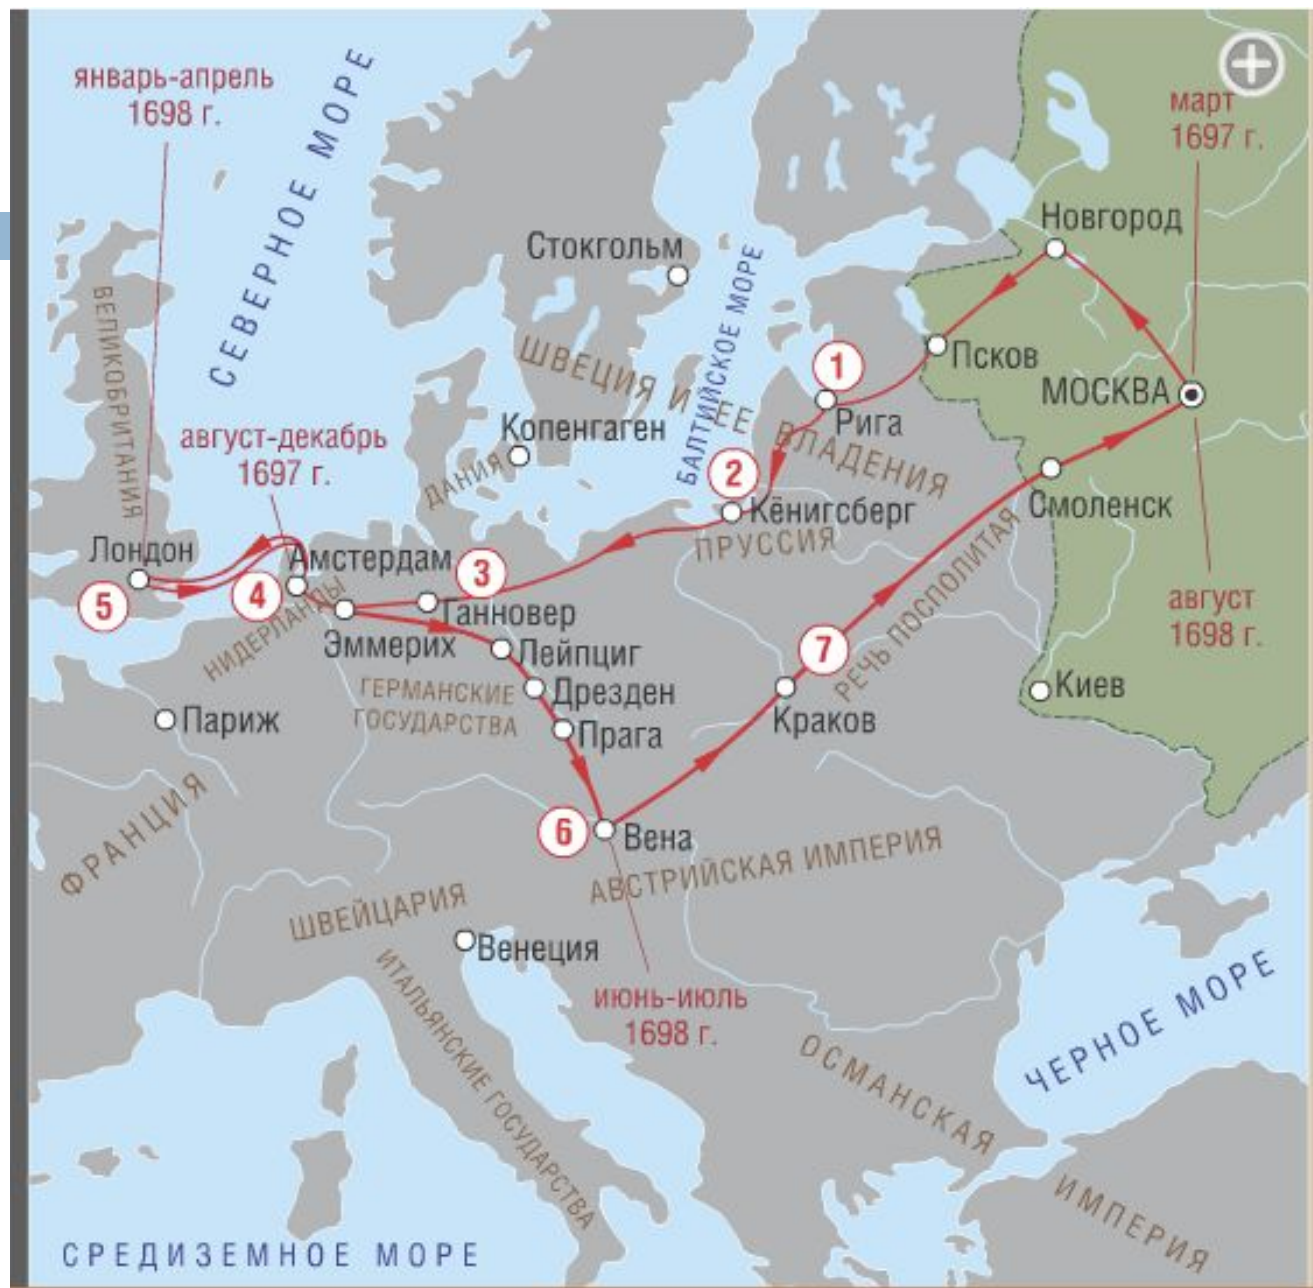 январь-апрель
1698 г.
СЕВЕРНОЕ МОРЕ
март
1697 г.
Новгород
Стокгольм
БАЛТИЙСКОЕ МОРЕ
ВЕЛИКОБРИТАНИЯ
ШВЕЦИЯ И ЕЕ ВЛАДЕНИЯ
1
Псков
МОСКВА
Рига
август-декабрь
1697 г.
Копенгаген
ДАНИЯ
2
Кёнигсберг
ПРУССИЯ
Смоленск
Лондон
5
Амстердам
4
3
Ганновер
НИДЕРЛАНДЫ
Эммерих
Лейпциг
ГЕРМАНСКИЕ
ГОСУДАРСТВА
Дрезден
Прага
7
РЕЧЬ ПОСПОЛИТАЯ
Краков
август
1698 г.
Киев
Париж
ФРАНЦИЯ
6
Вена
АВСТРИЙСКАЯ ИМПЕРИЯ
ШВЕЙЦАРИЯ
Венеция
ИТАЛЬЯНСКИЕ ГОСУДАРСТВА
июнь-июль
1698 г.
ЧЕРНОЕ МОРЕ
ОСМАНСКАЯ
ИМПЕРИЯ
СРЕДИЗЕМНОЕ МОРЕ